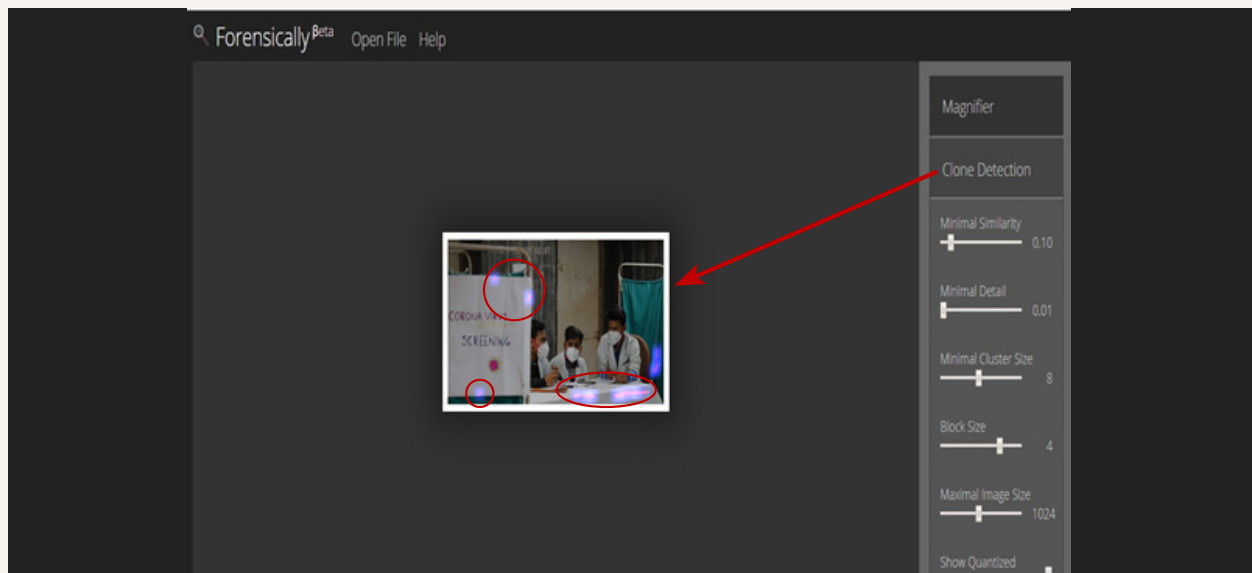 Forensically Beta Open File Help
Magnifier
Clone Detection
Minimal Similarity
0.10
Minimal Detail
0.01
Minimal Cluster Size
8
Block Size
4
Maximal Image Size
1024
Show Quantized
CORONA VIRUS
SCREENING